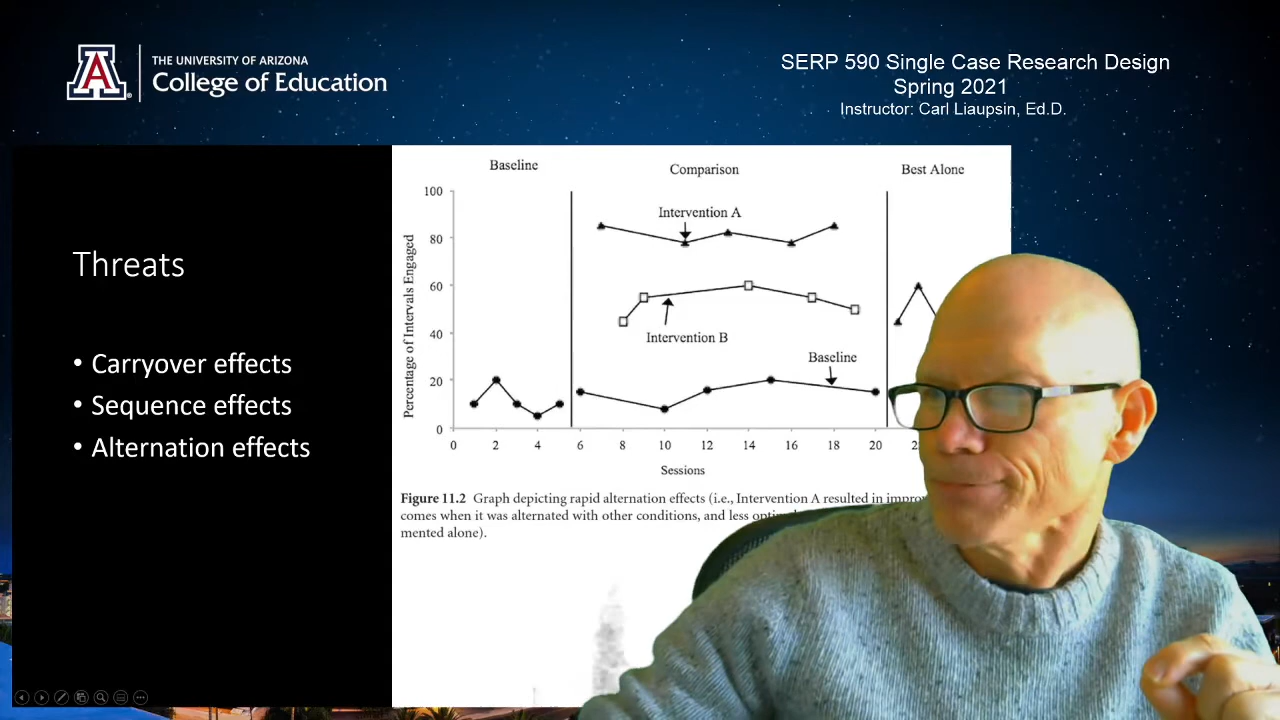 THE UNIVERSITY OF ARIZONA
College of Education
SERP 590 Single Case Research Design
Spring 2021
Instructor: Carl Liaupsin, Ed.D.
Threats
• Carryover effects
• Sequence effects
• Alternation effects
Baseline
Comparison
Best Alone
Percentage of Intervals Engaged
100
80
60
40
20
0
Intervention A
Intervention B
Baseline
0 2 4 6 8 10 12 14 16 18 20
Sessions
Figure 11.2 Graph depicting rapid alternation effects (i.e., Intervention A resulted in
comes when it was alternated with other conditions, and less
mented alone).